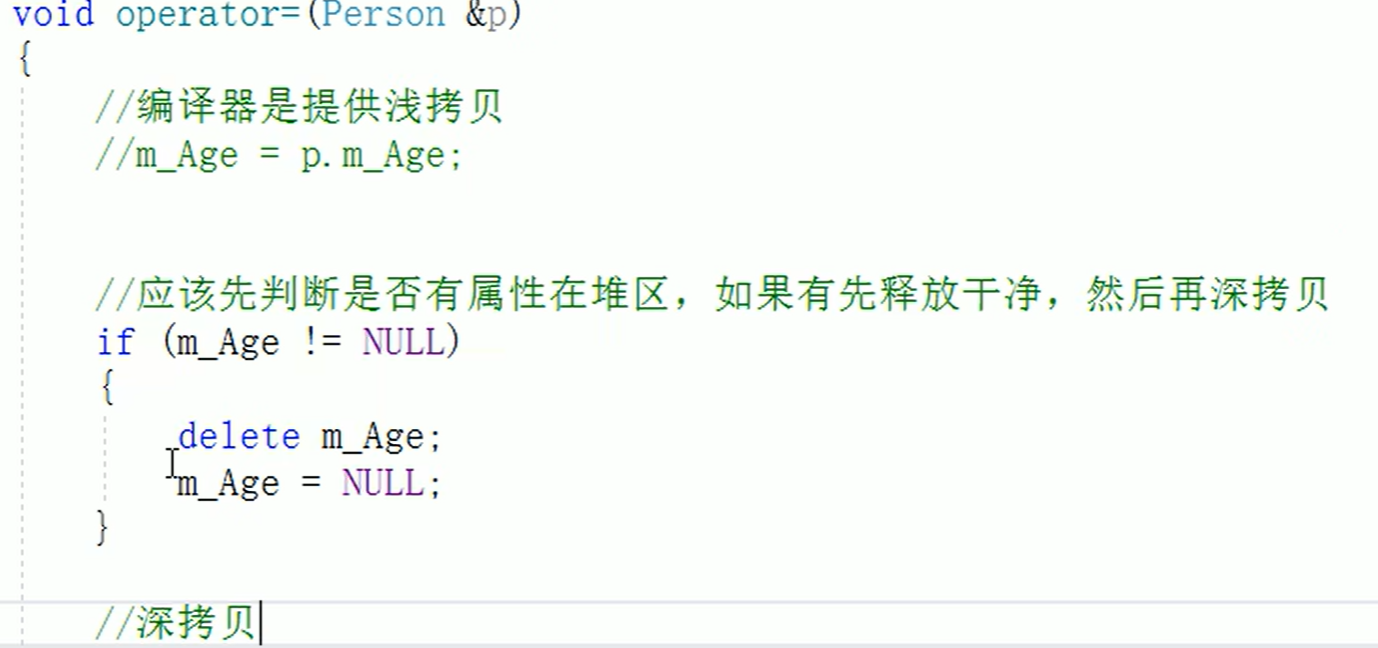 void operator=(Person &p)
{
//编译器是提供浅拷贝
//m_Age = p.m_Age;
//应该先判断是否有属性在堆区，如果有先释放干净，然后再深拷贝
if (m_Age != NULL)
{
delete m_Age;
m_Age = NULL;
}
//深拷贝